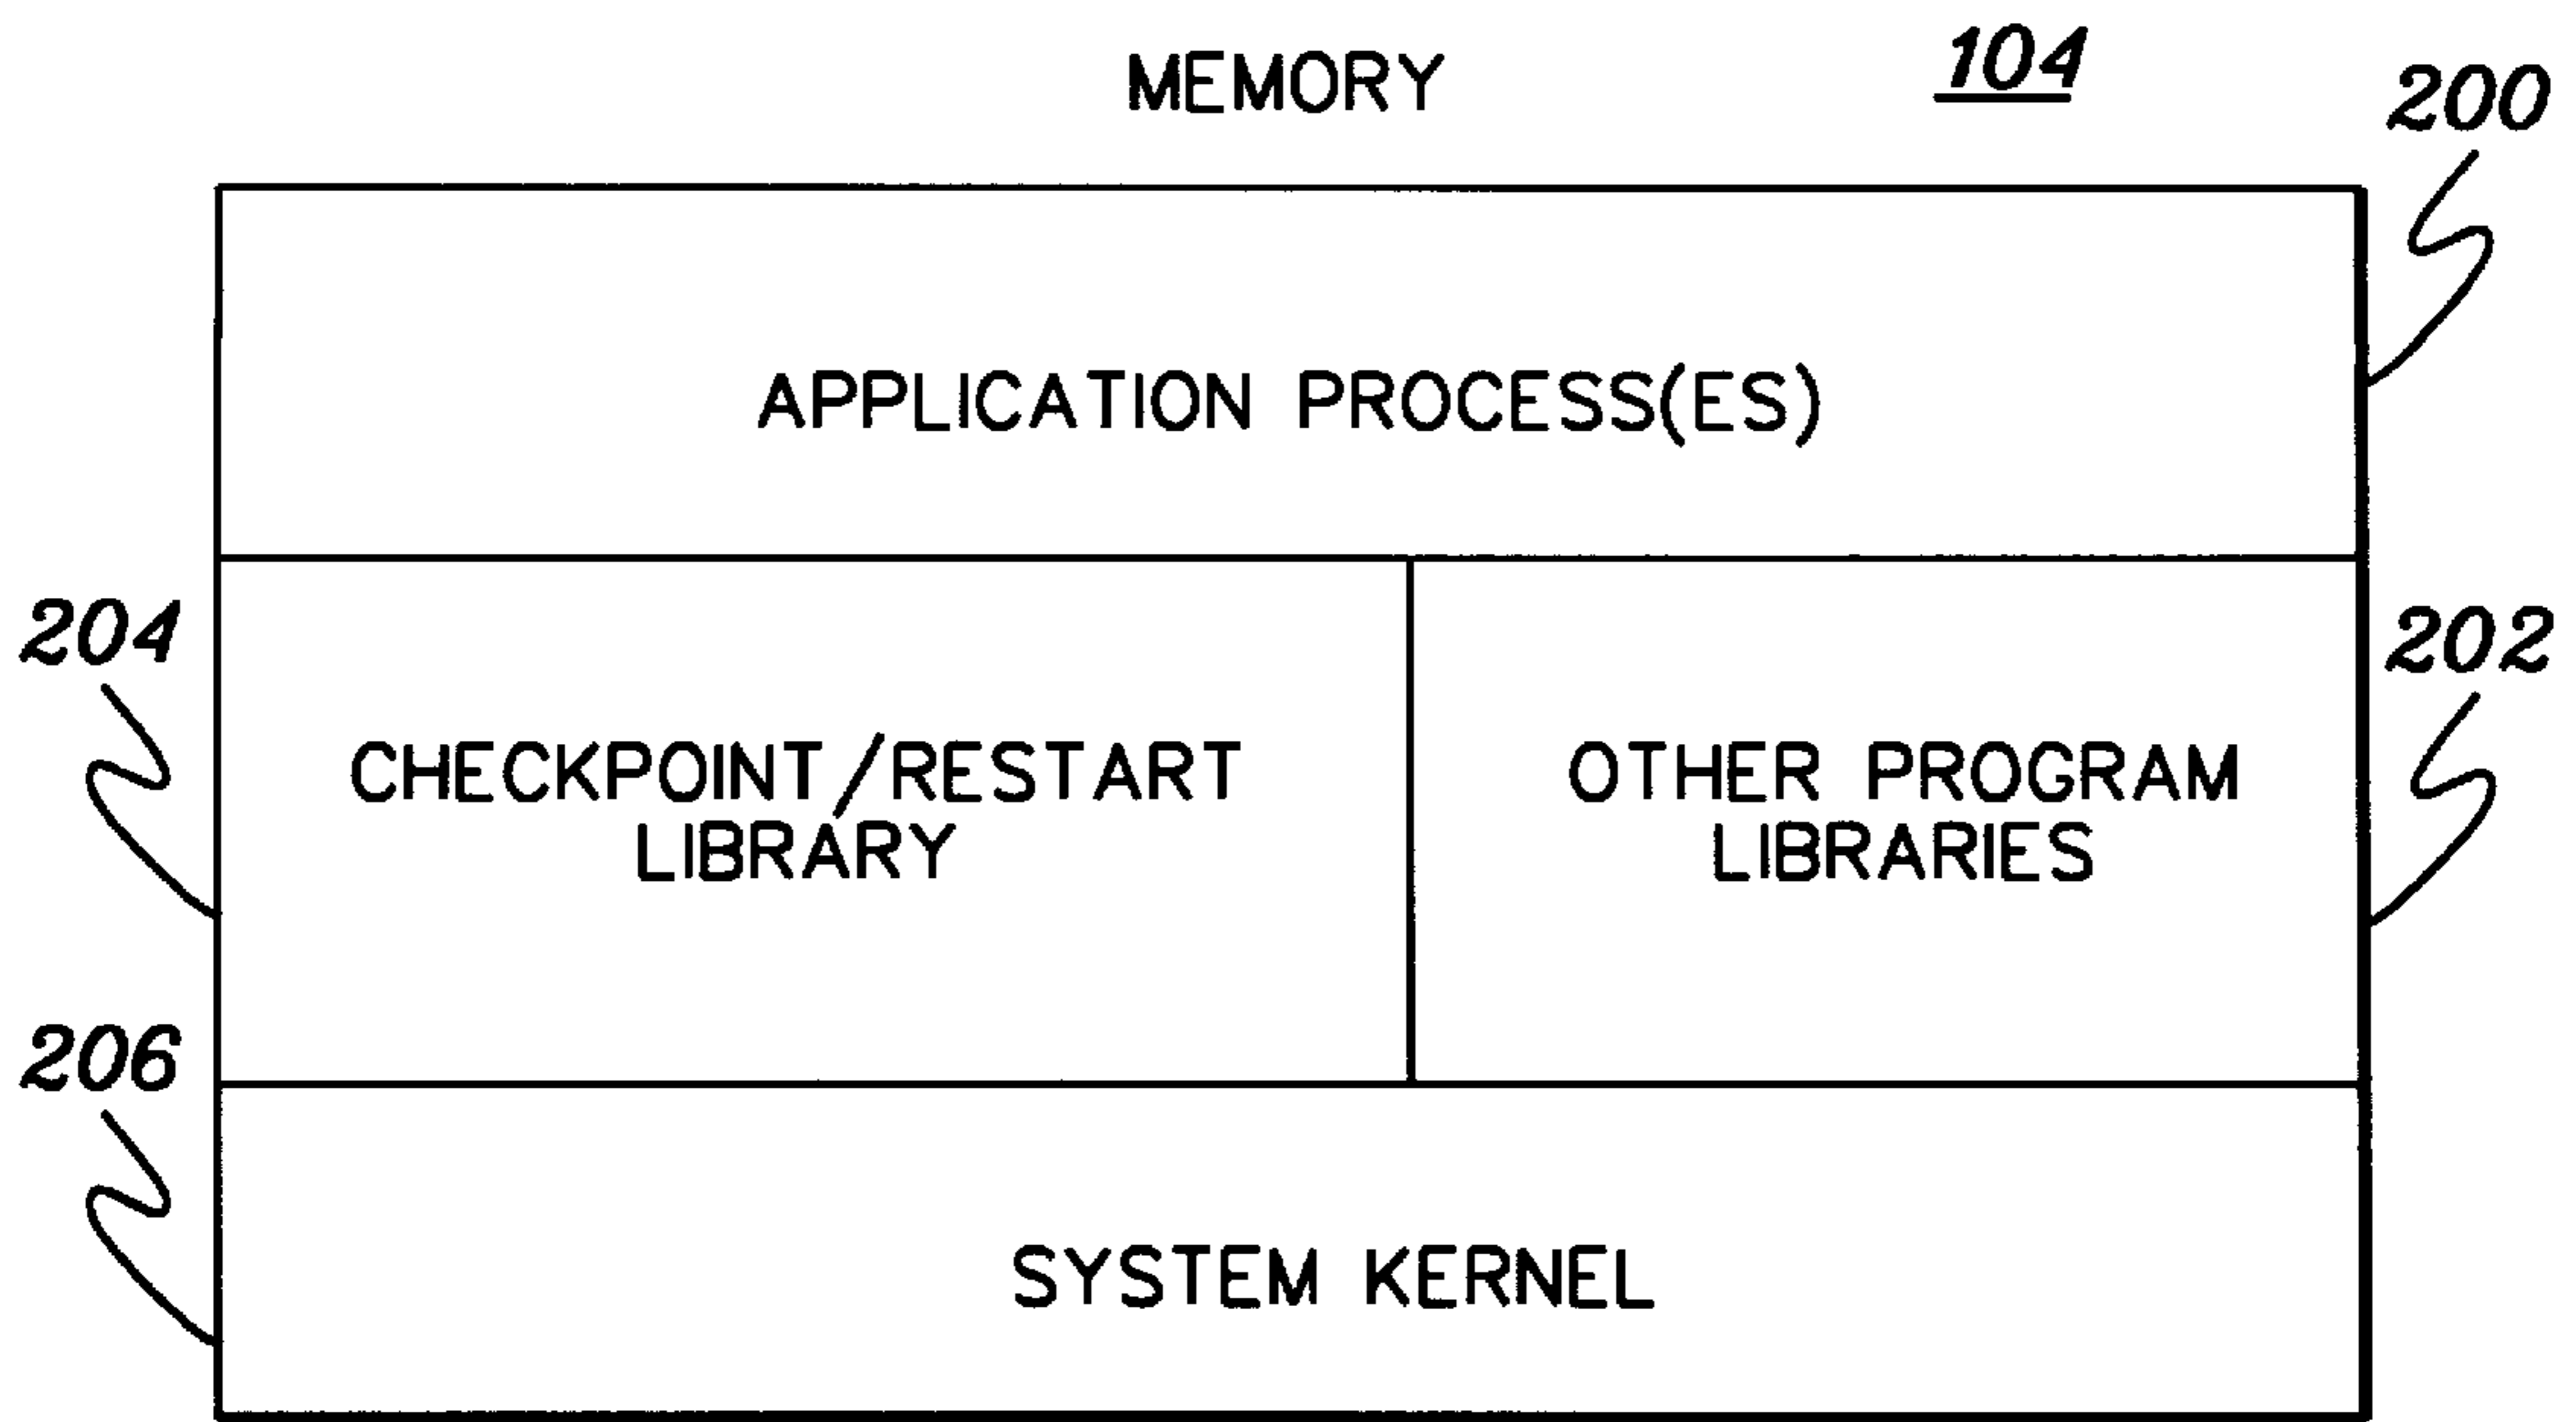 MEMORY
104
200
APPLICATION PROCESS(ES)
204
202
CHECKPOINT/RESTART
LIBRARY
OTHER PROGRAM
LIBRARIES
206
SYSTEM KERNEL